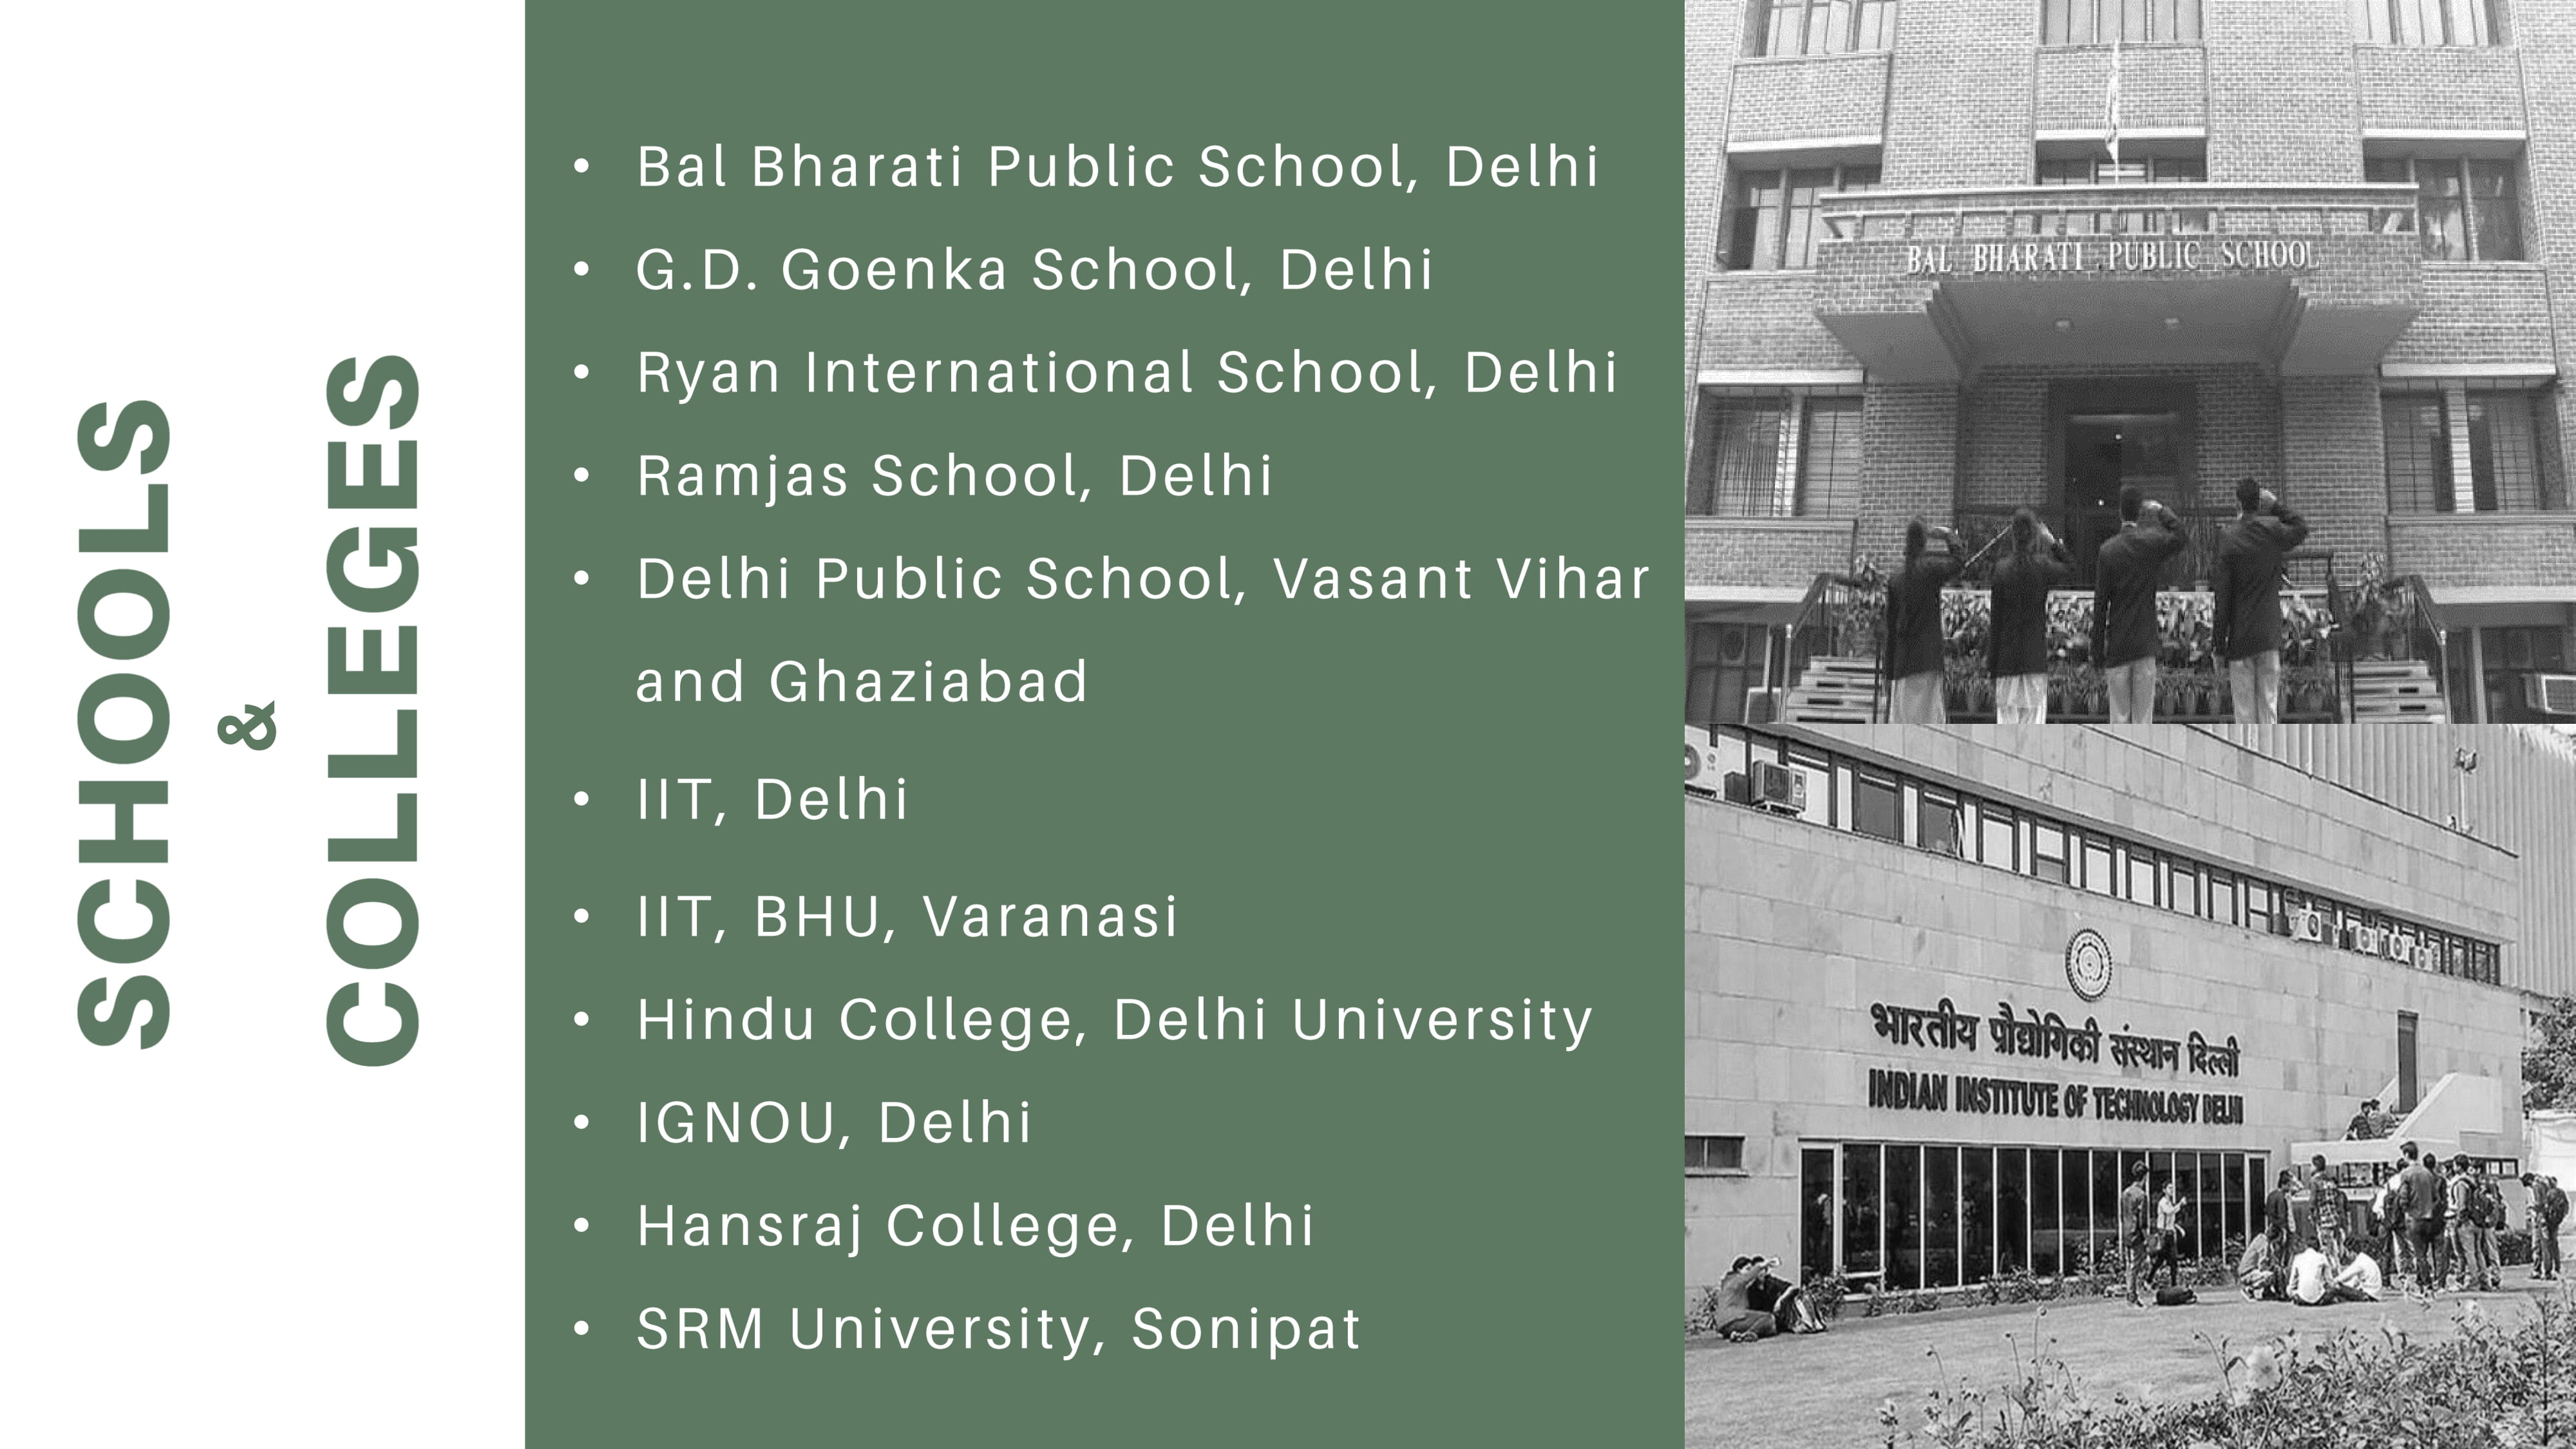 SCHOOLS
&
COLLEGES
• Bal Bharati Public School, Delhi
• G.D. Goenka School, Delhi
• Ryan International School, Delhi
• Ramjas School, Delhi
• Delhi Public School, Vasant Vihar
and Ghaziabad
• IIT, Delhi
• IIT, BHU, Varanasi
• Hindu College, Delhi University
• IGNOU, Delhi
• Hansraj College, Delhi
• SRM University, Sonipat
BAL BHARATI PUBLIC SCHOOL
भारतीय प्रौद्योगिकी संस्थान दिल्ली
INDIAN INSTITUTE OF TECHNOLOGY DELHI